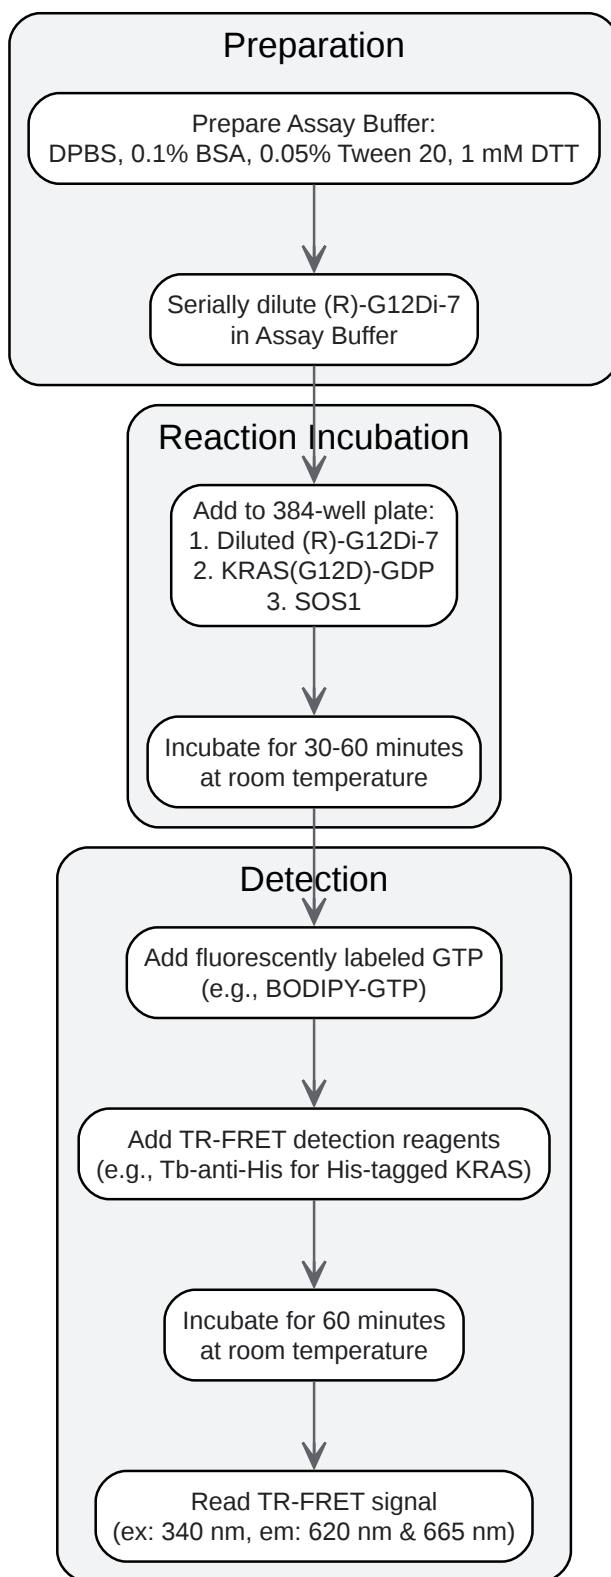 Preparation
Prepare Assay Buffer:
DPBS, 0.1% BSA, 0.05% Tween 20, 1 mM DTT
Serially dilute (R)-G12Di-7
in Assay Buffer
Reaction Incubation
Add to 384-well plate:
1. Diluted (R)-G12Di-7
2. KRAS(G12D)-GDP
3. SOS1
Incubate for 30-60 minutes
at room temperature
Detection
Add fluorescently labeled GTP
(e.g., BODIPY-GTP)
Add TR-FRET detection reagents
(e.g., Tb-anti-His for His-tagged KRAS)
Incubate for 60 minutes
at room temperature
Read TR-FRET signal
(ex: 340 nm, em: 620 nm & 665 nm)